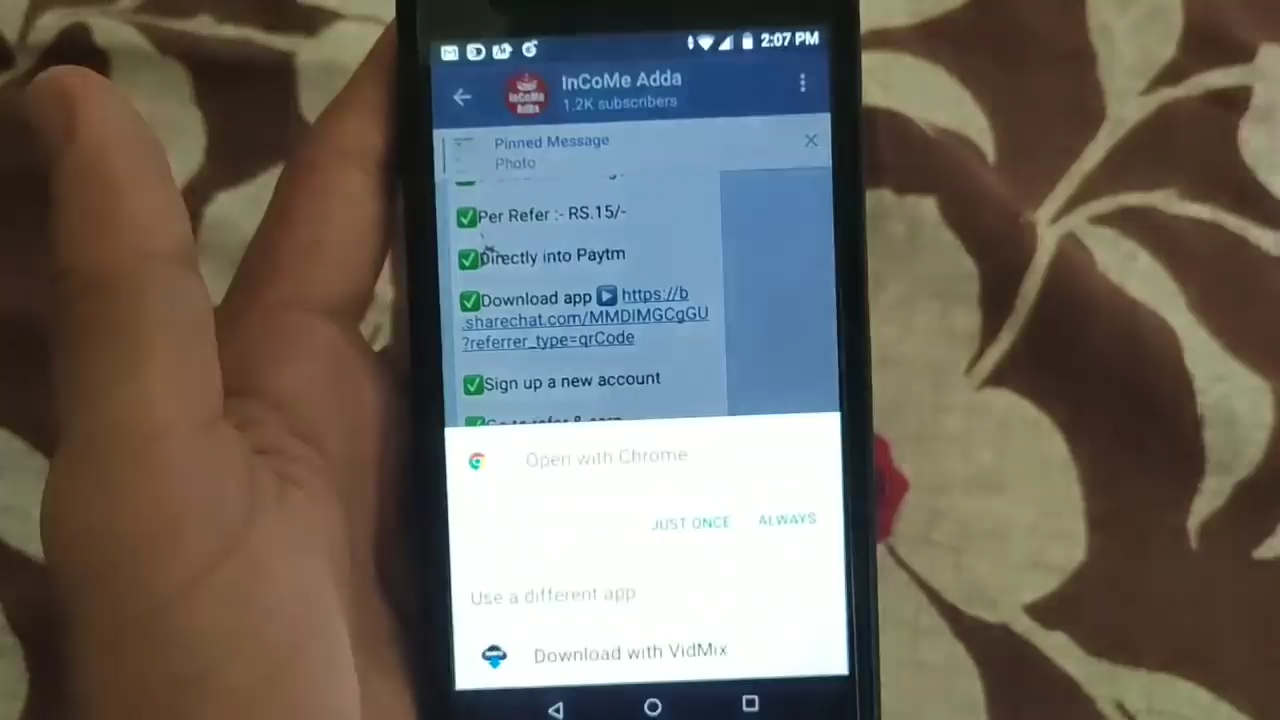 2:07 PM
InCoMe Adda
InCoMe
Adda
1.2K subscribers
Pinned Message
Photo
✅Per Refer :- RS.15/-
✅Directly into Paytm
✅Download app ▶️ https://b
.sharechat.com/MMDIMGCgGU
?referrer_type=qrCode
✅Sign up a new account
Open with Chrome
JUST ONCE ALWAYS
Use a different app
Download with VidMix